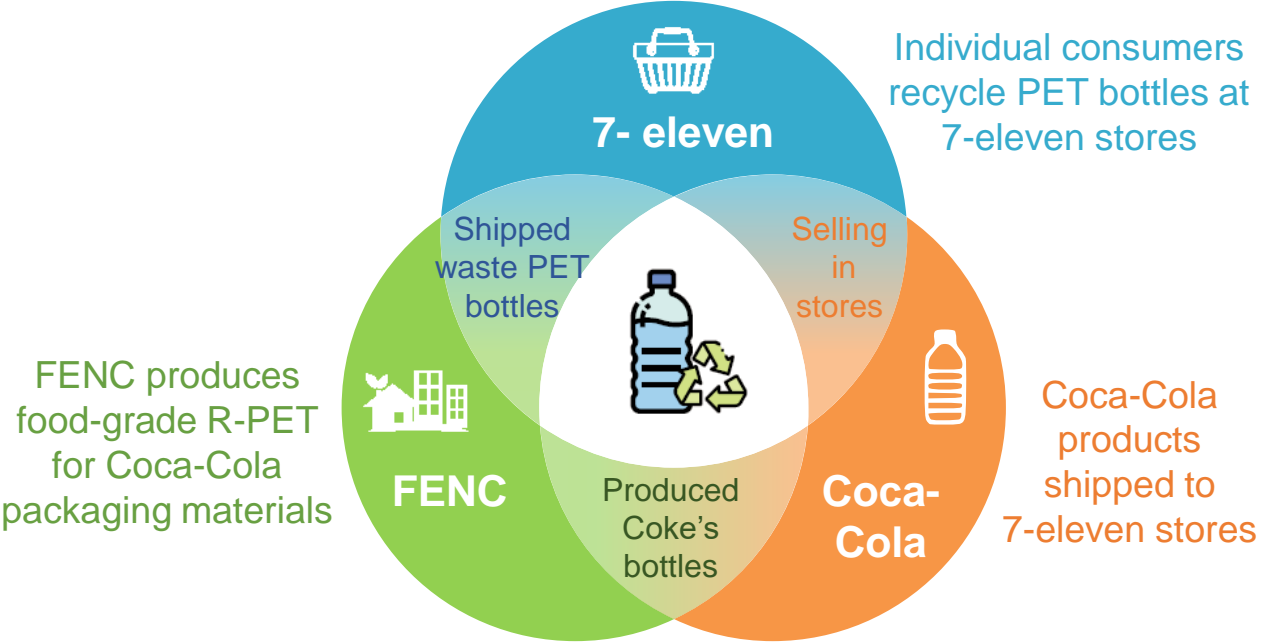 Individual consumers
recycle PET bottles at
7-eleven stores
7- eleven
Shipped
waste PET
bottles
Selling
in
stores
FENC produces
food-grade R-PET
for Coca-Cola
packaging materials
FENC
Produced
Coke’s
bottles
Coca-
Cola
Coca-Cola
products
shipped to
7-eleven stores